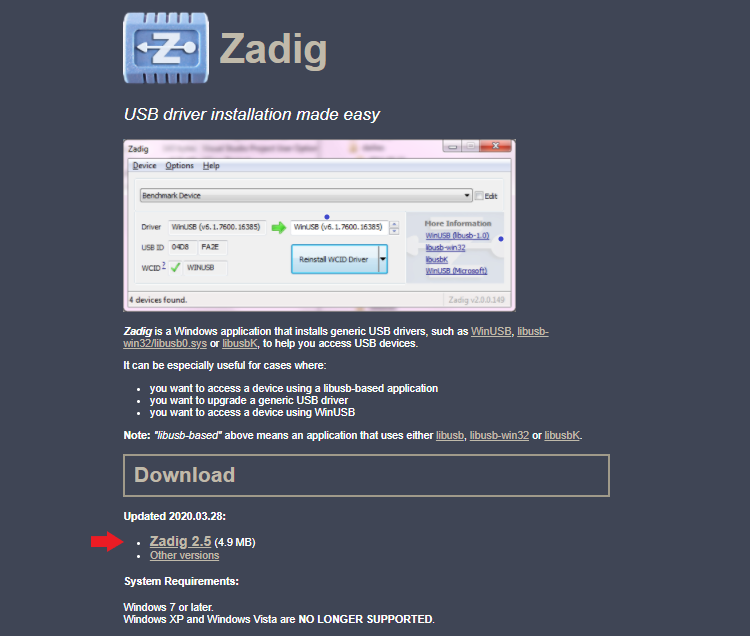 Z Zadig
USB driver installation made easy
Zadig
Device Options Help
Benchmark Device Edit
Driver WinUSB (v6.1.7600.16385) WinUSB (v6.1.7600.16385) More Information
WinUSB (libusb-1.0)
USB ID 04D8 FA2E libusb-win32
Reinstall WCID Driver libusbK
WCID? WINUSB WinUSB (Microsoft)
4 devices found. Zadig v2.0.0.149
Zadig is a Windows application that installs generic USB drivers, such as WinUSB, libusb-
win32/libusb0.sys or libusbK, to help you access USB devices.
It can be especially useful for cases where:
• you want to access a device using a libusb-based application
• you want to upgrade a generic USB driver
• you want to access a device using WinUSB
Note: "libusb-based" above means an application that uses either libusb, libusb-win32 or libusbK.
Download
Updated 2020.03.28:
• Zadig 2.5 (4.9 MB)
• Other versions
System Requirements:
Windows 7 or later.
Windows XP and Windows Vista are NO LONGER SUPPORTED.